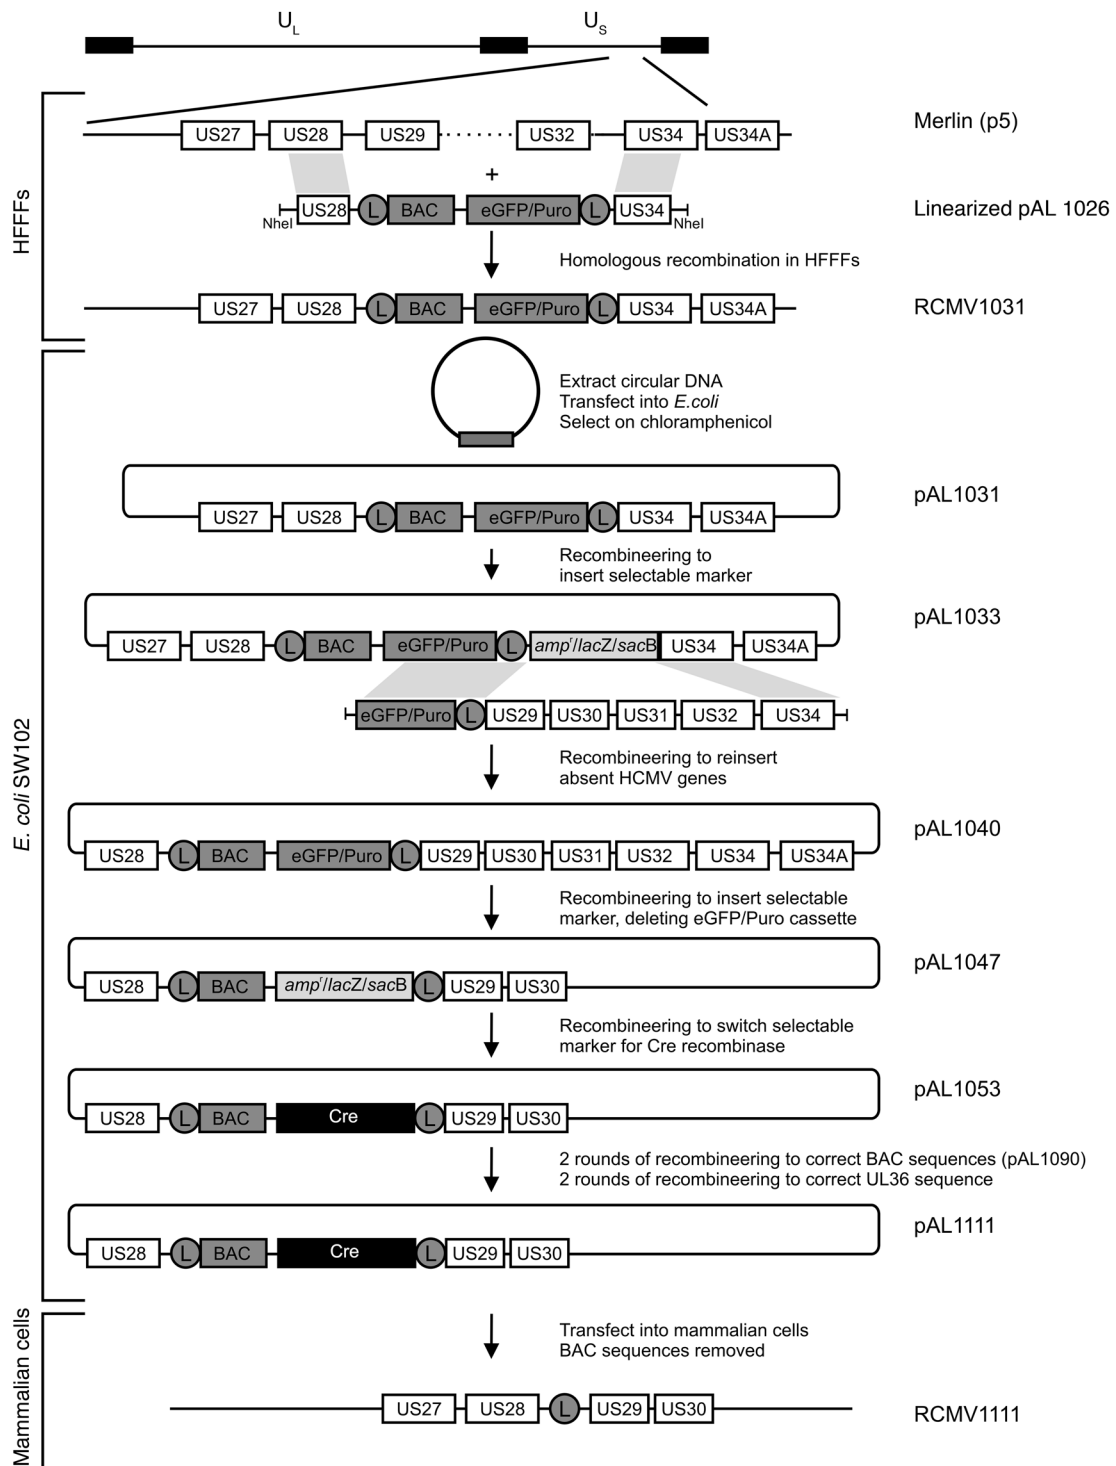 U_L U_S
HFFFs
US27 US28 US29 US32 US34 US34A Merlin (p5)
+
NheI US28 L BAC eGFP/Puro L US34 NheI Linearized pAL 1026
Homologous recombination in HFFFs
US27 US28 L BAC eGFP/Puro L US34 US34A RCMV1031
E. coli SW102
Extract circular DNA
Transfect into E.coli
Select on chloramphenicol
pAL1031
US27 US28 L BAC eGFP/Puro L US34 US34A
Recombineering to
insert selectable marker
pAL1033
US27 US28 L BAC eGFP/Puro L amp^r/lacZ/sacB US34 US34A
eGFP/Puro L US29 US30 US31 US32 US34
Recombineering to reinsert
absent HCMV genes
pAL1040
US28 L BAC eGFP/Puro L US29 US30 US31 US32 US34 US34A
Recombineering to insert selectable
marker, deleting eGFP/Puro cassette
pAL1047
US28 L BAC amp^r/lacZ/sacB L US29 US30
Recombineering to switch selectable
marker for Cre recombinase
pAL1053
US28 L BAC Cre L US29 US30
2 rounds of recombineering to correct BAC sequences (pAL1090)
2 rounds of recombineering to correct UL36 sequence
pAL1111
US28 L BAC Cre L US29 US30
Mammalian cells
Transfect into mammalian cells
BAC sequences removed
US27 US28 L US29 US30 RCMV1111